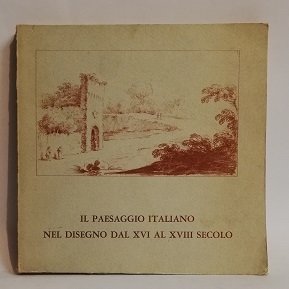 IL PAESAGGIO ITALIANO
NEL DISEGNO DAL XVI AL XVIII SECOLO